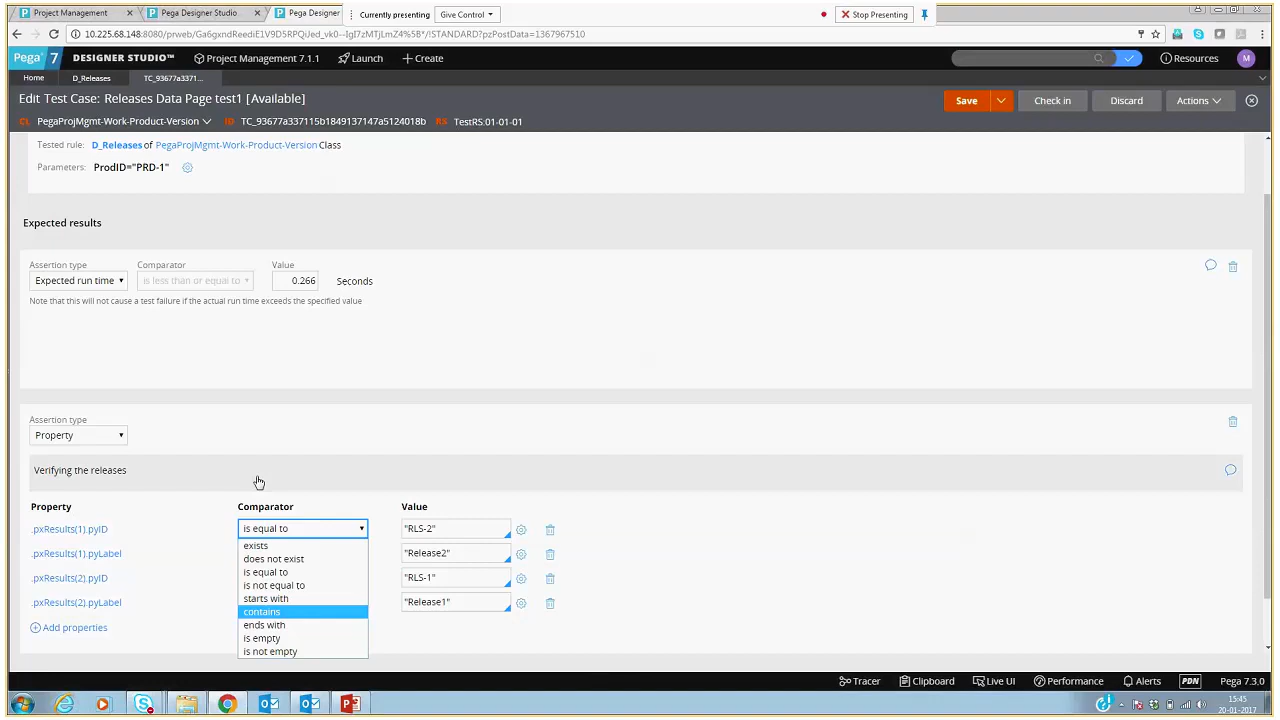 Project Management
Pega Designer Studio
Pega Designer
Currently presenting
Give Control
Stop Presenting
10.225.68.148:8080/prweb/Ga6gxndReediE1V9D5RPQiJed_vk0--IgI7zMTjLmZ4%5B*/!STANDARD?pzPostData=1367967510
Pega 7 DESIGNER STUDIO™ Project Management 7.1.1 Launch Create Resources M
Home D_Releases TC_93677a3371...
Edit Test Case: Releases Data Page test1 [Available] Save Check in Discard Actions
CL PegaProjMgmt-Work-Product-Version ID TC_93677a337115b1849137147a5124018b RX TestRS:01-01-01
Tested rule: D_Releases of PegaProjMgmt-Work-Product-Version Class
Parameters: ProdID="PRD-1"
Expected results
Assertion type Comparator Value
Expected run time is less than or equal to 0.266 Seconds
Note that this will not cause a test failure if the actual run time exceeds the specified value
Assertion type
Property
Verifying the releases
Property Comparator Value
.pxResults(1).pyID is equal to "RLS-2"
exists
.pxResults(1).pyLabel "Release2"
does not exist
is equal to
.pxResults(2).pyID "RLS-1"
is not equal to
starts with
.pxResults(2).pyLabel "Release1"
contains
Add properties ends with
is empty
is not empty
Tracer Clipboard Live UI Performance Alerts PDN Pega 7.3.0
15:45
20-01-2017